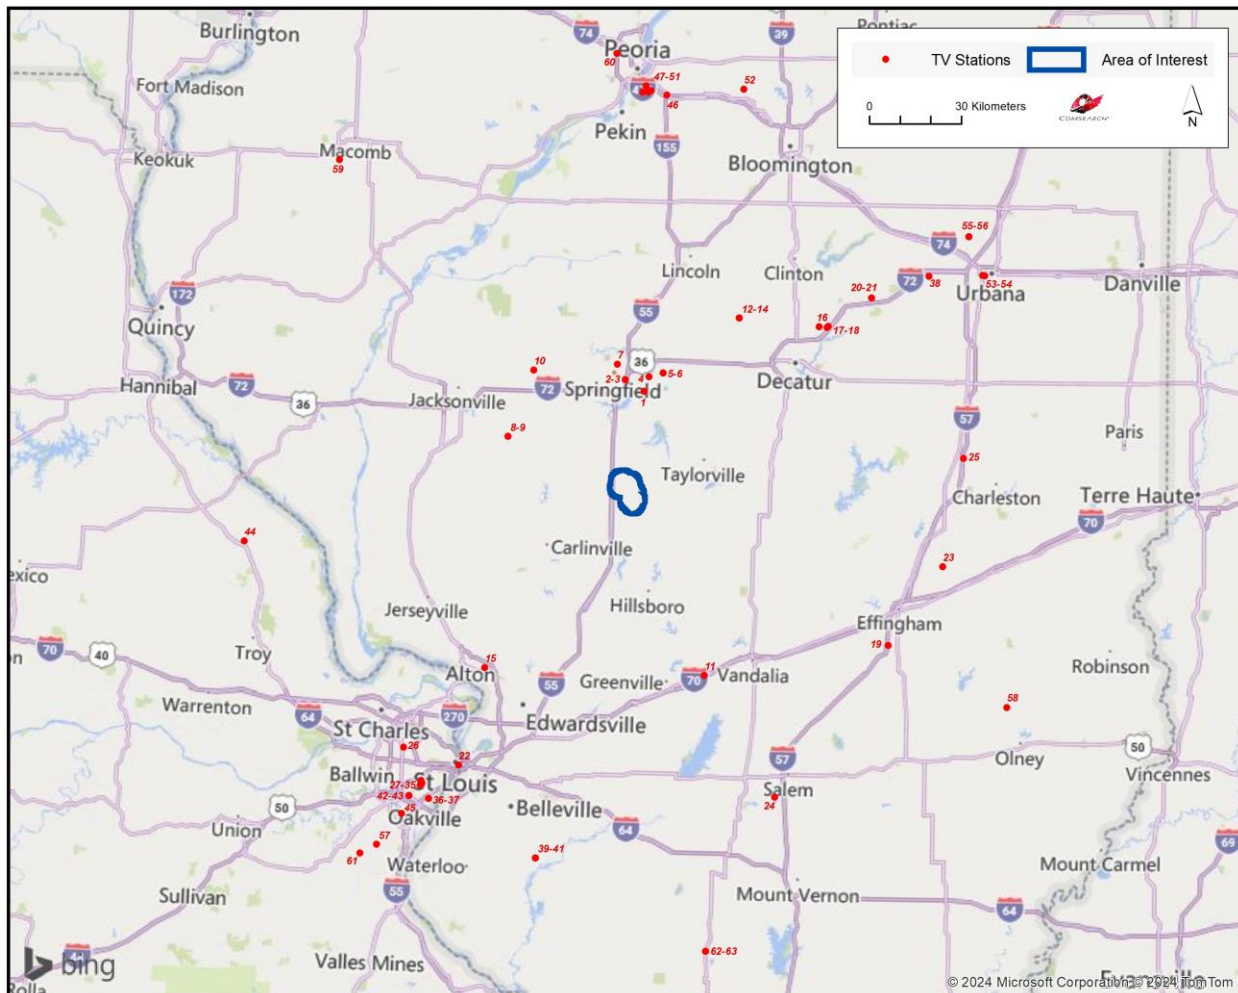 Burlington
74
Peoria
39
Pontiac
60
TV Stations
Area of Interest
Fort Madison
47-51
52
46
0
30 Kilometers
COMSEARCH
N
Pekin
155
Keokuk
Macomb
59
Bloomington
55-56
74
Lincoln
Clinton
72
38
53-54
Urbana
Danville
172
20-21
55
12-14
16
17-18
Quincy
7
36
10
2-3
4
5-6
Hannibal
72
36
Jacksonville
72
Springfield
1
Decatur
57
8-9
Paris
25
Taylorville
Charleston
Terre Haute
70
44
Carlinville
23
exico
Jerseyville
Hillsboro
Effingham
70
40
Troy
19
15
Alton
11
on
Robinson
Warrenton
55
Greenville
70
Vandalia
58
64
St Charles
270
Edwardsville
26
22
57
Olney
50
Ballwin
27-35
St Louis
Vincennes
42-43
36-37
Salem
24
50
45
Oakville
Belleville
Union
64
57
61
Waterloo
39-41
69
Mount Carmel
Sullivan
55
Mount Vernon
64
44
bing
Valles Mines
62-63
Evansville
Rolla
© 2024 Microsoft Corporation © 2024 TomTom